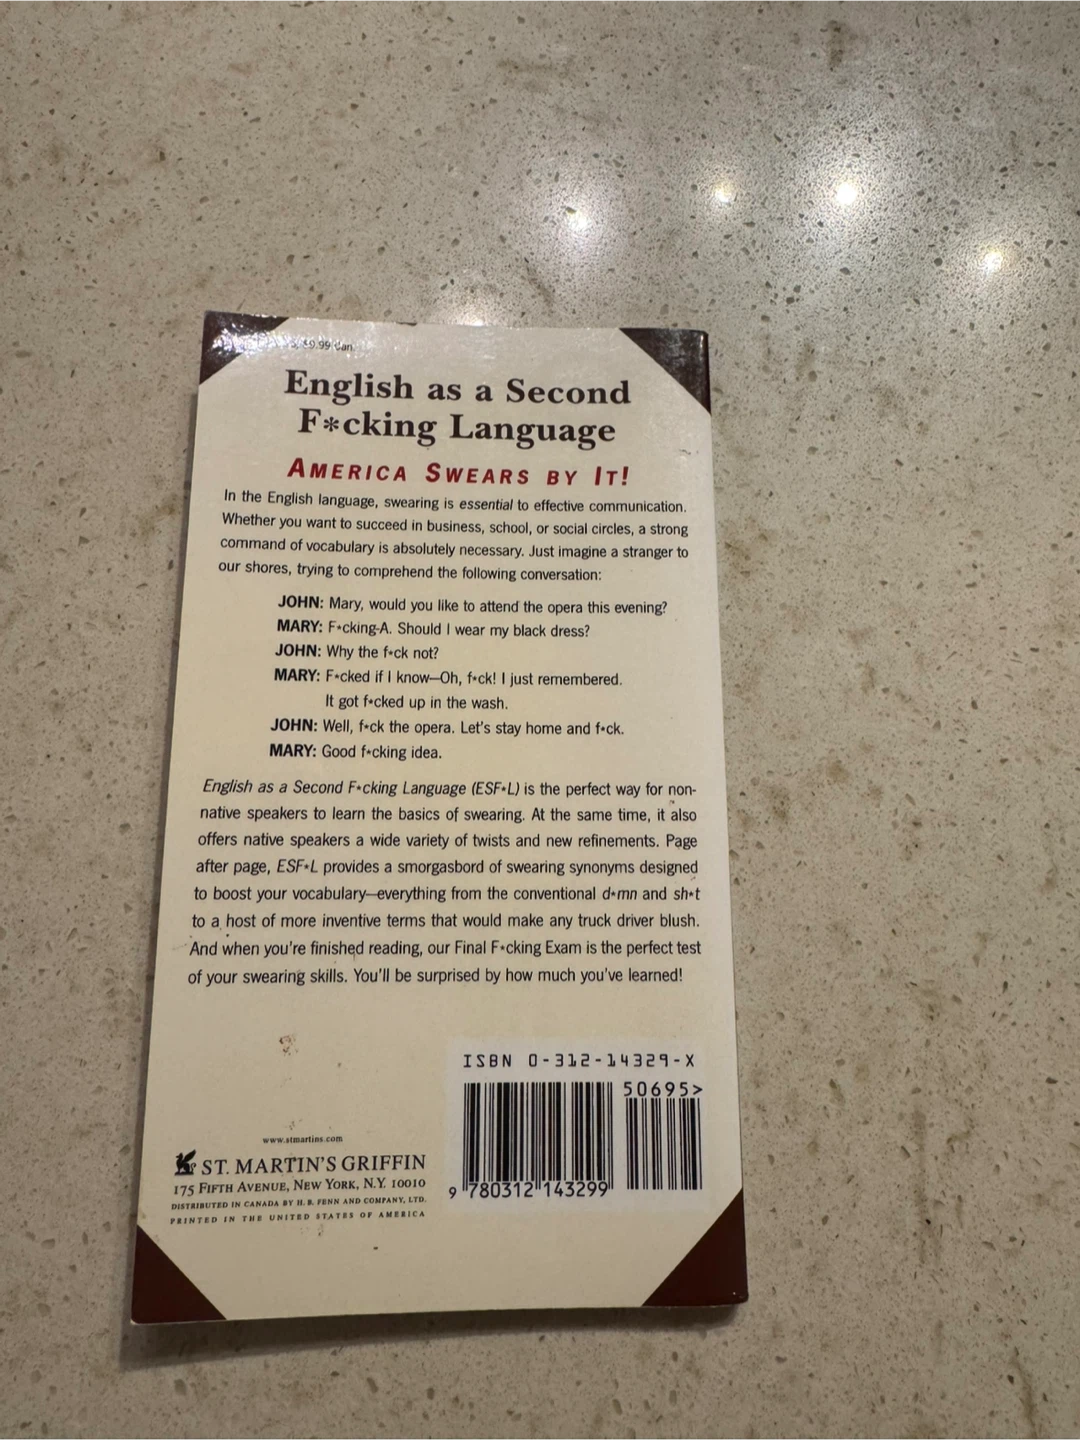 $9.99 Can.
English as a Second
F*cking Language
AMERICA SWEARS BY IT!
In the English language, swearing is essential to effective communication.
Whether you want to succeed in business, school, or social circles, a strong
command of vocabulary is absolutely necessary. Just imagine a stranger to
our shores, trying to comprehend the following conversation:
JOHN: Mary, would you like to attend the opera this evening?
MARY: F*cking-A. Should I wear my black dress?
JOHN: Why the f*ck not?
MARY: F*cked if I know—Oh, f*ck! I just remembered.
It got f*cked up in the wash.
JOHN: Well, f*ck the opera. Let's stay home and f*ck.
MARY: Good f*cking idea.
English as a Second F*cking Language (ESF*L) is the perfect way for non-
native speakers to learn the basics of swearing. At the same time, it also
offers native speakers a wide variety of twists and new refinements. Page
after page, ESF*L provides a smorgasbord of swearing synonyms designed
to boost your vocabulary—everything from the conventional d*mn and sh*t
to a host of more inventive terms that would make any truck driver blush.
And when you're finished reading, our Final F*cking Exam is the perfect test
of your swearing skills. You'll be surprised by how much you've learned!
ISBN 0-312-14329-X
50695>
9 780312 143299
www.stmartins.com
ST. MARTIN'S GRIFFIN
175 FIFTH AVENUE, NEW YORK, N.Y. 10010
DISTRIBUTED IN CANADA BY H. B. FENN AND COMPANY, LTD.
PRINTED IN THE UNITED STATES OF AMERICA